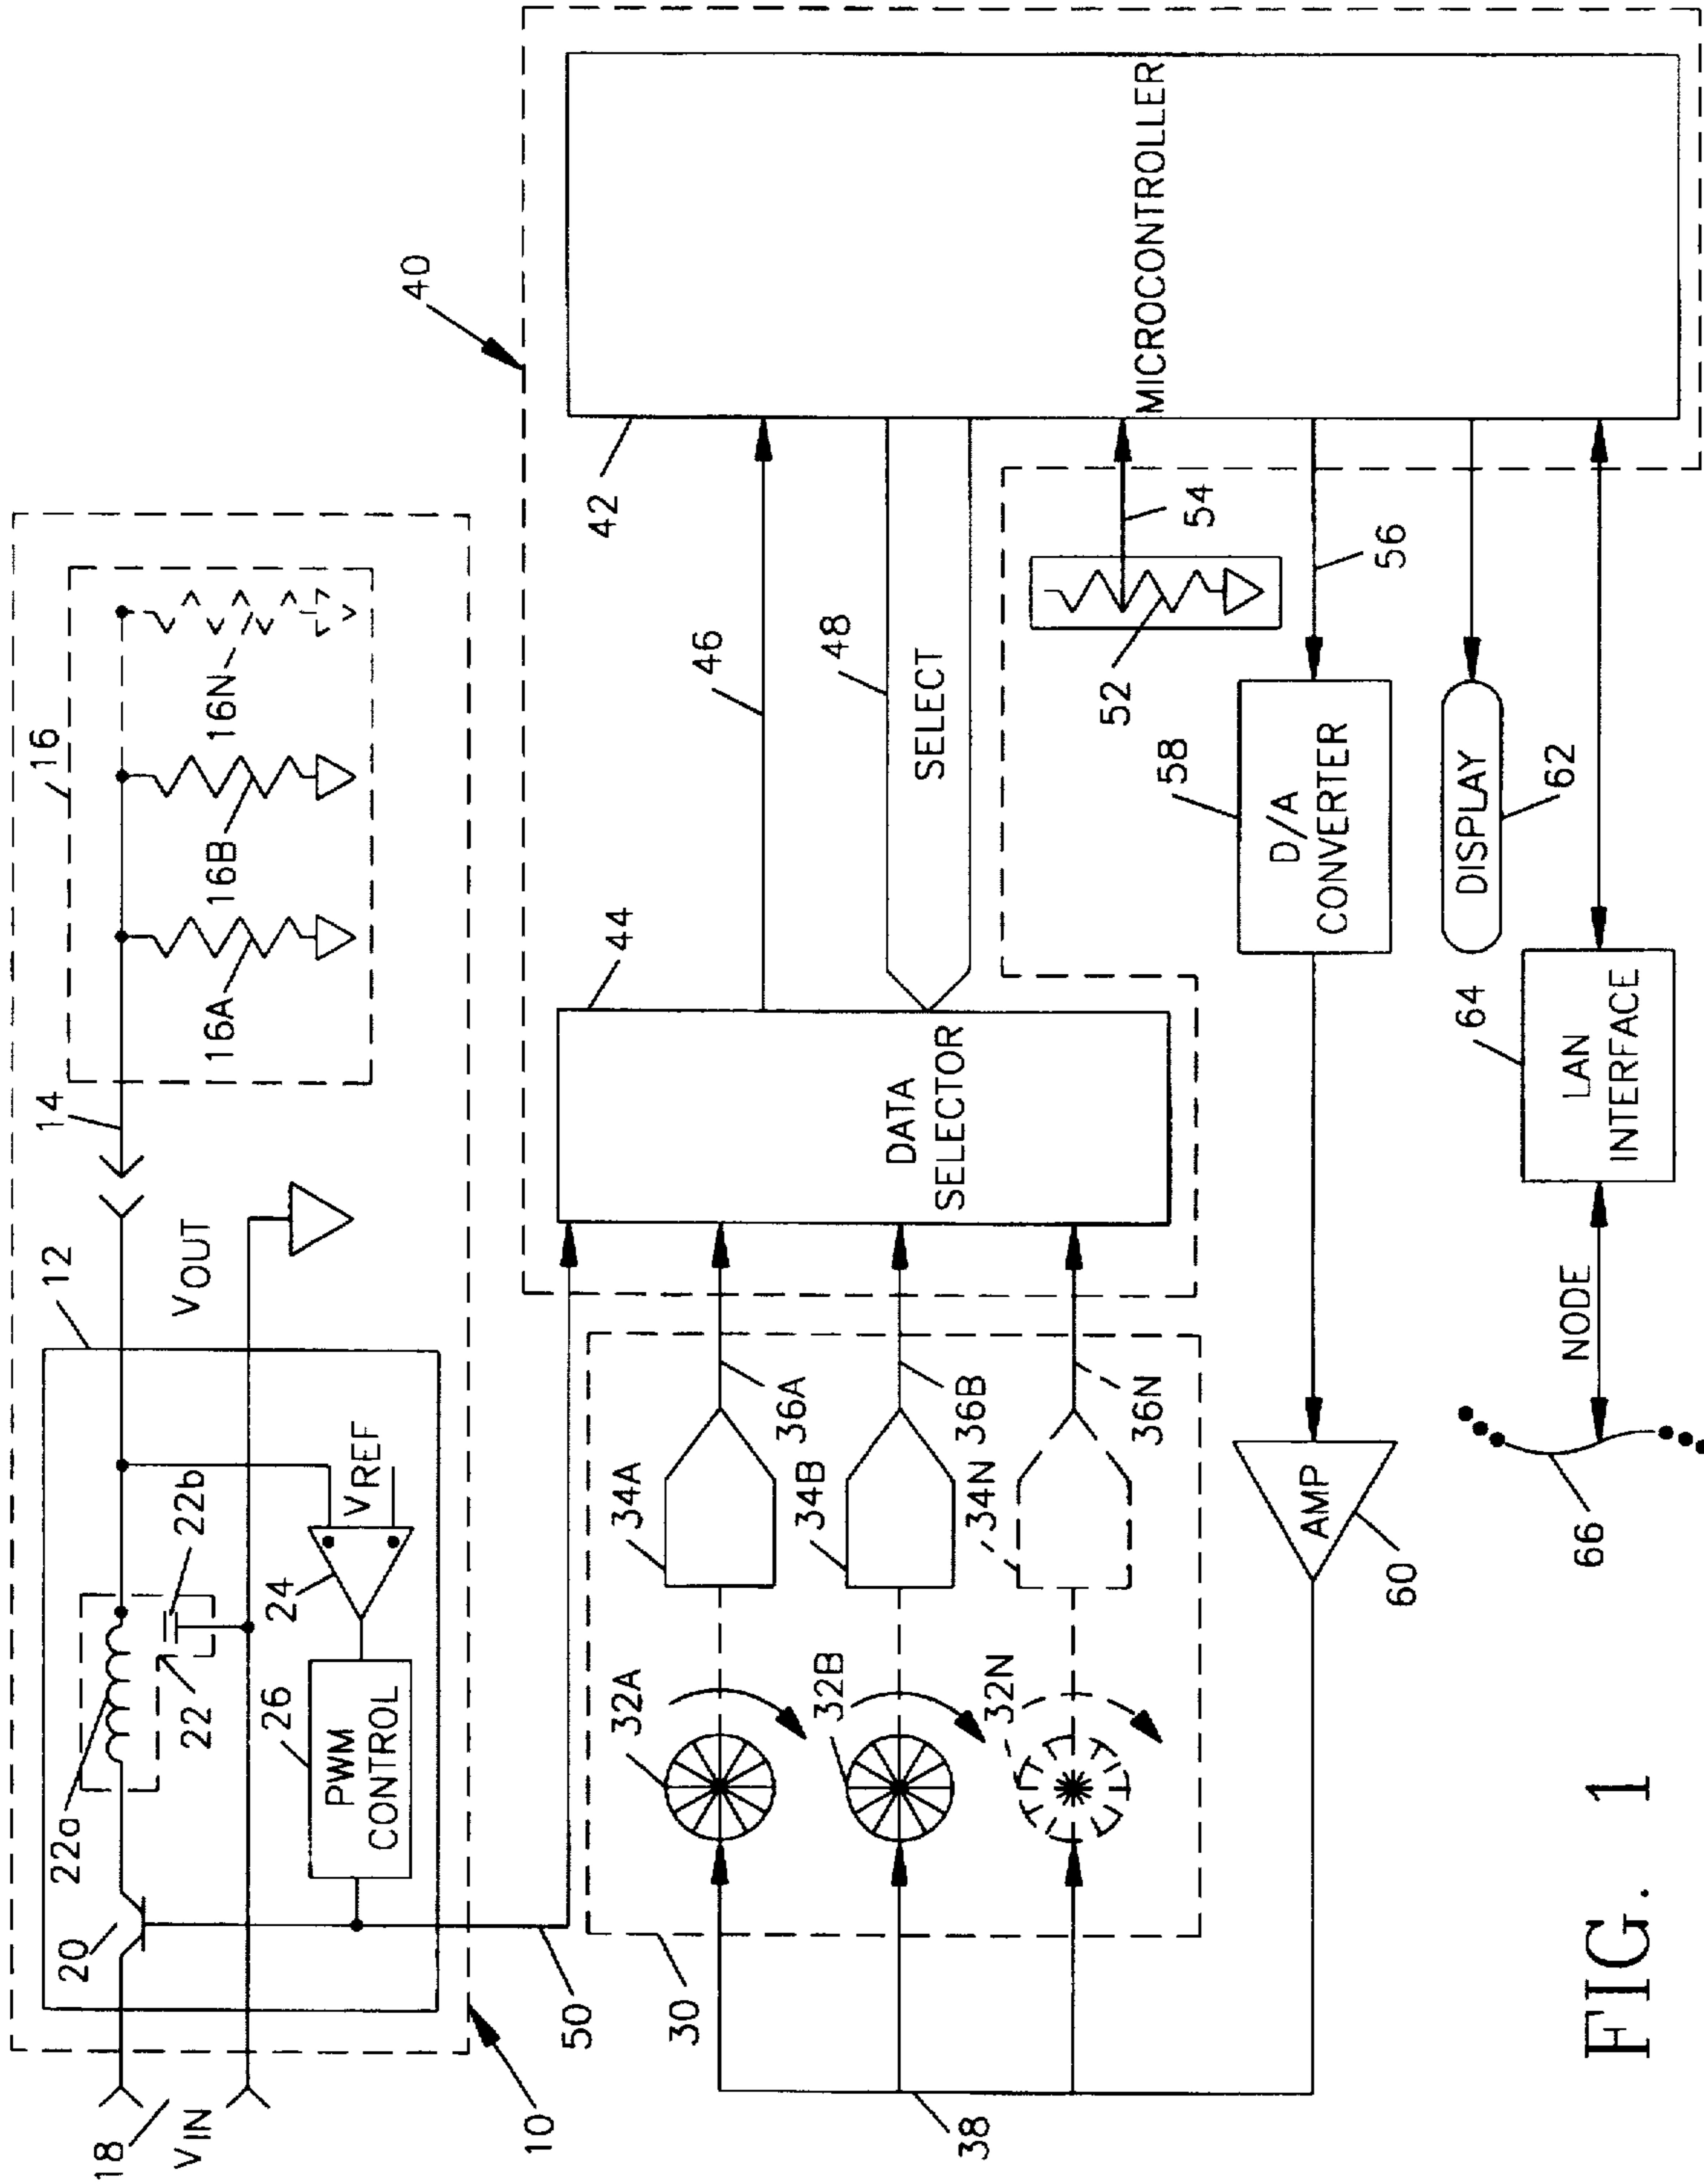 18
VIN
20
22a
22
22b
12
24
VREF
26
PWM
CONTROL
VOUT
14
16
16A
16B
16N
10
40
50
30
32A
34A
36A
32B
34B
36B
32N
34N
36N
38
44
DATA
SELECTOR
46
48
SELECT
42
MICROCONTROLLER
52
54
56
58
D/A
CONVERTER
AMP
60
DISPLAY
62
64
LAN
INTERFACE
NODE
66
FIG. 1